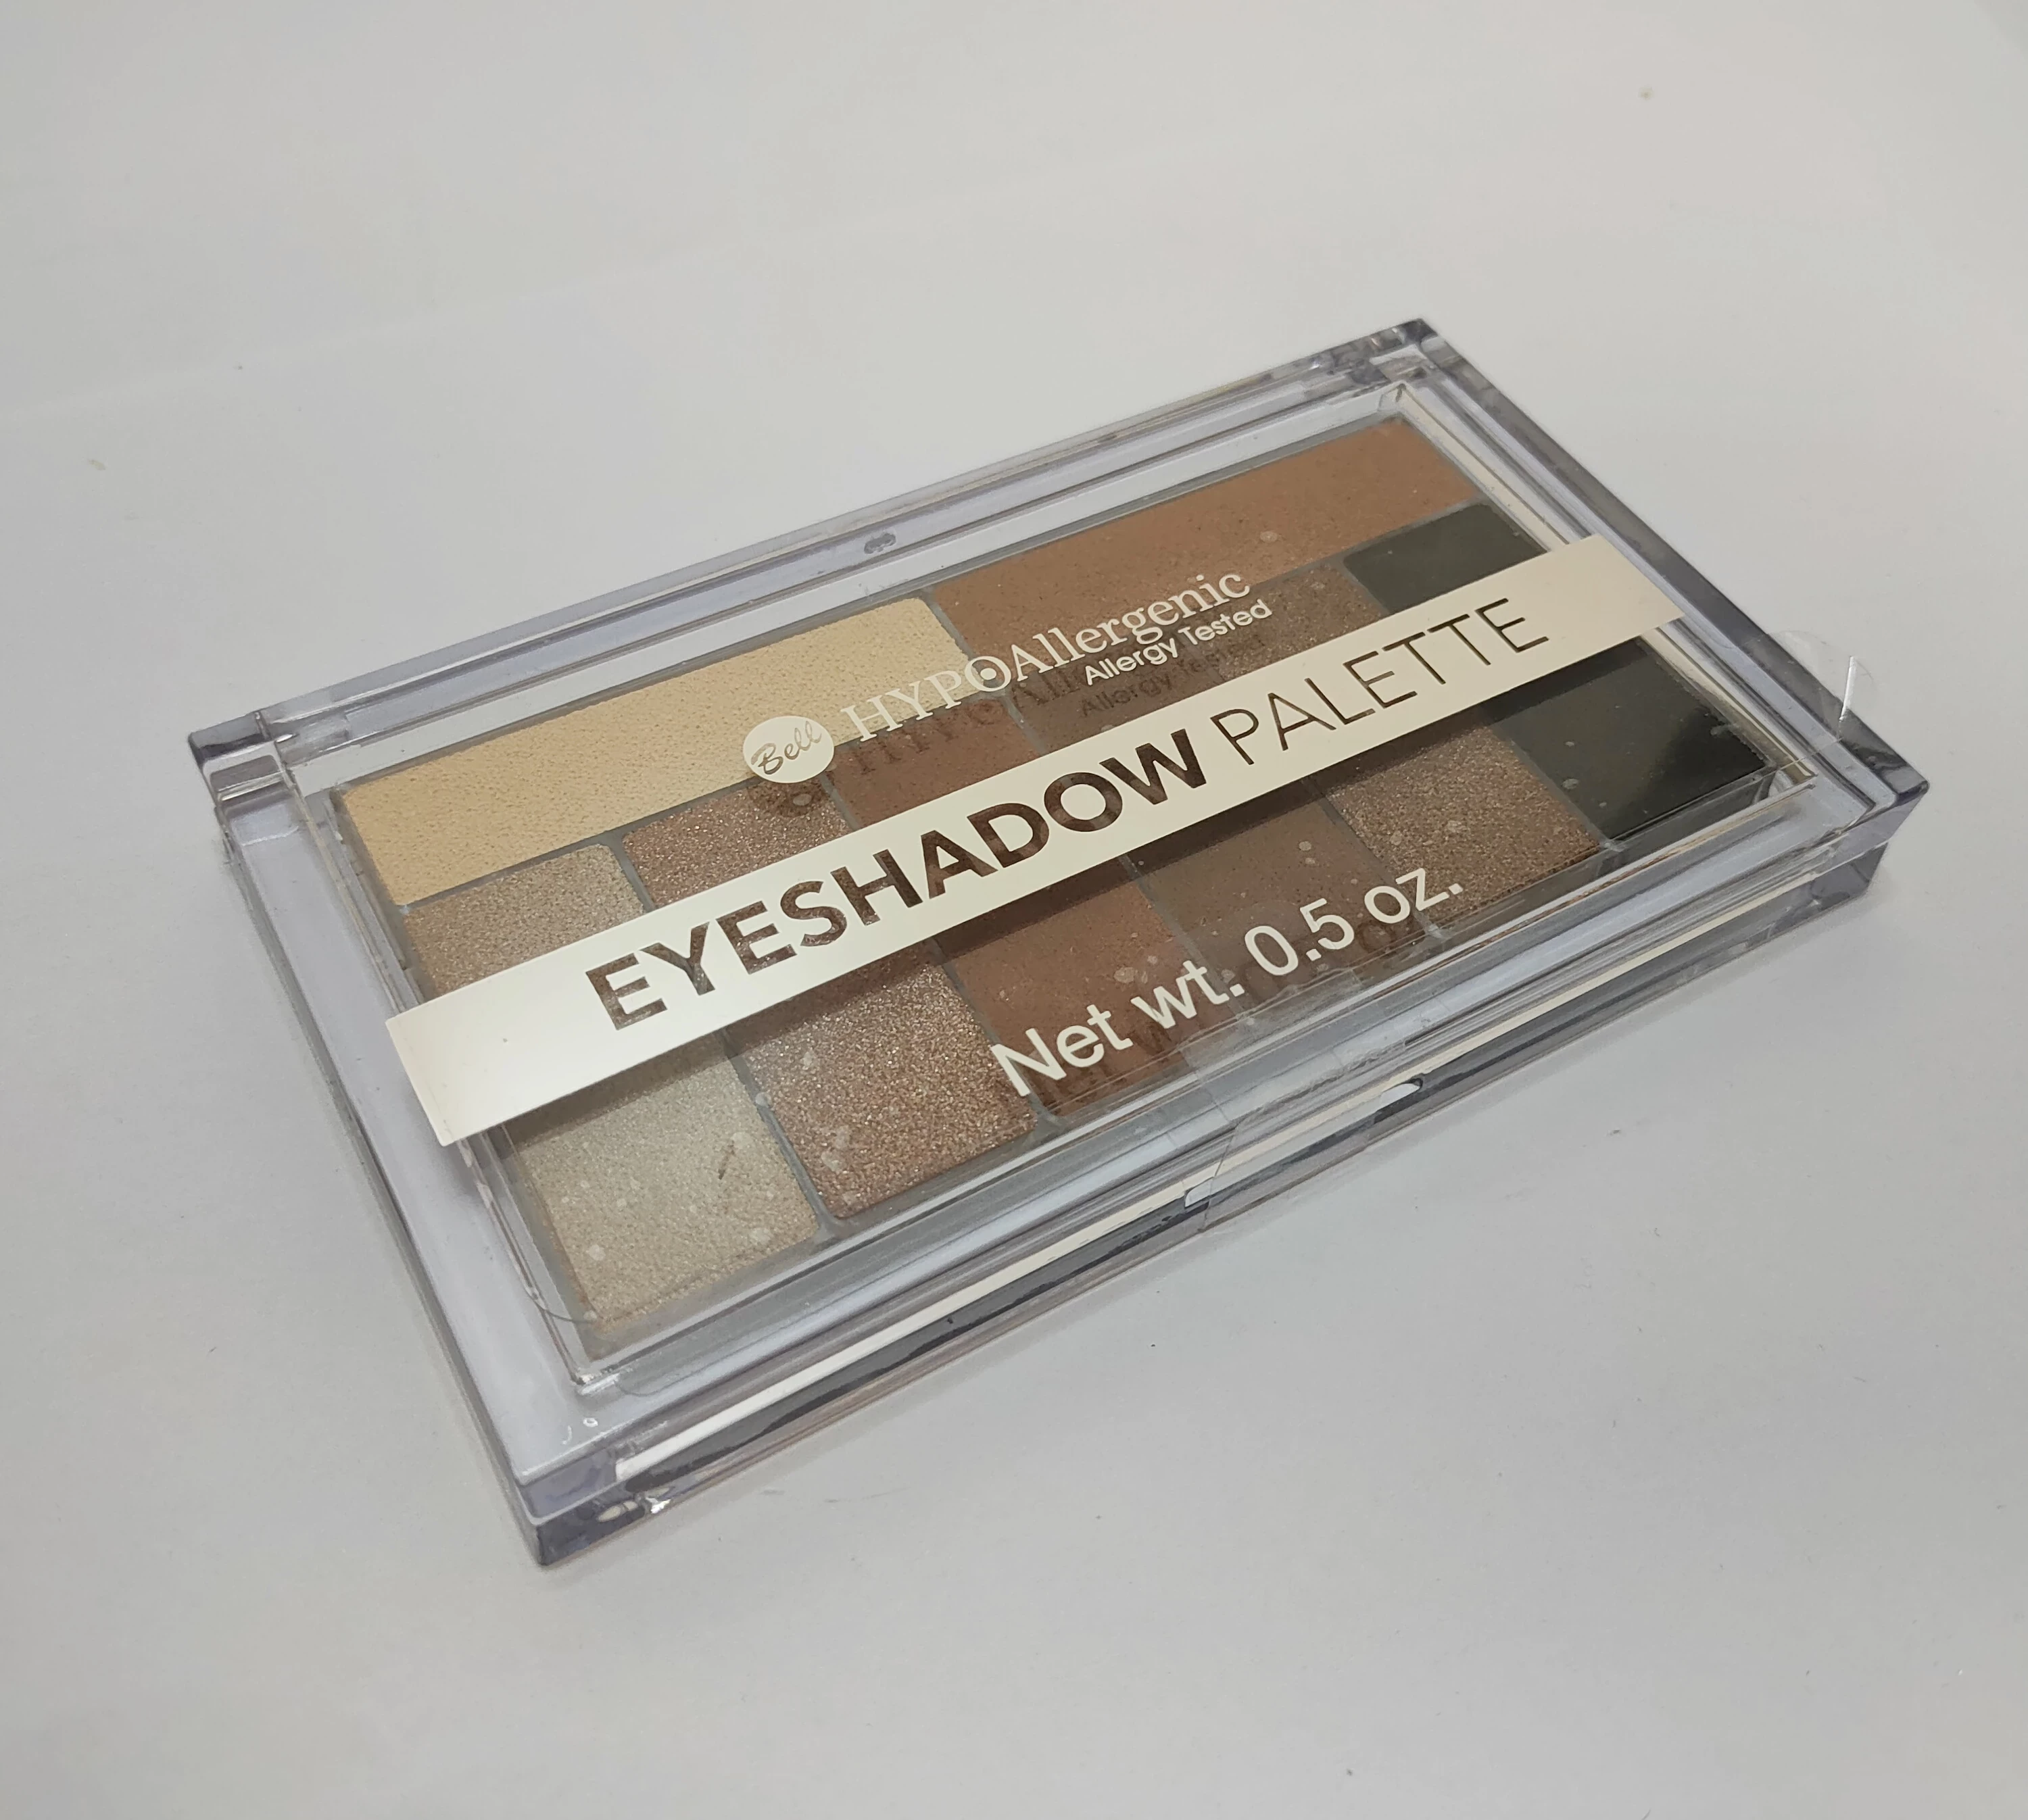 Bell HYPOAllergenic
Allergy Tested
EYESHADOW PALETTE
Net wt. 0.5 oz.